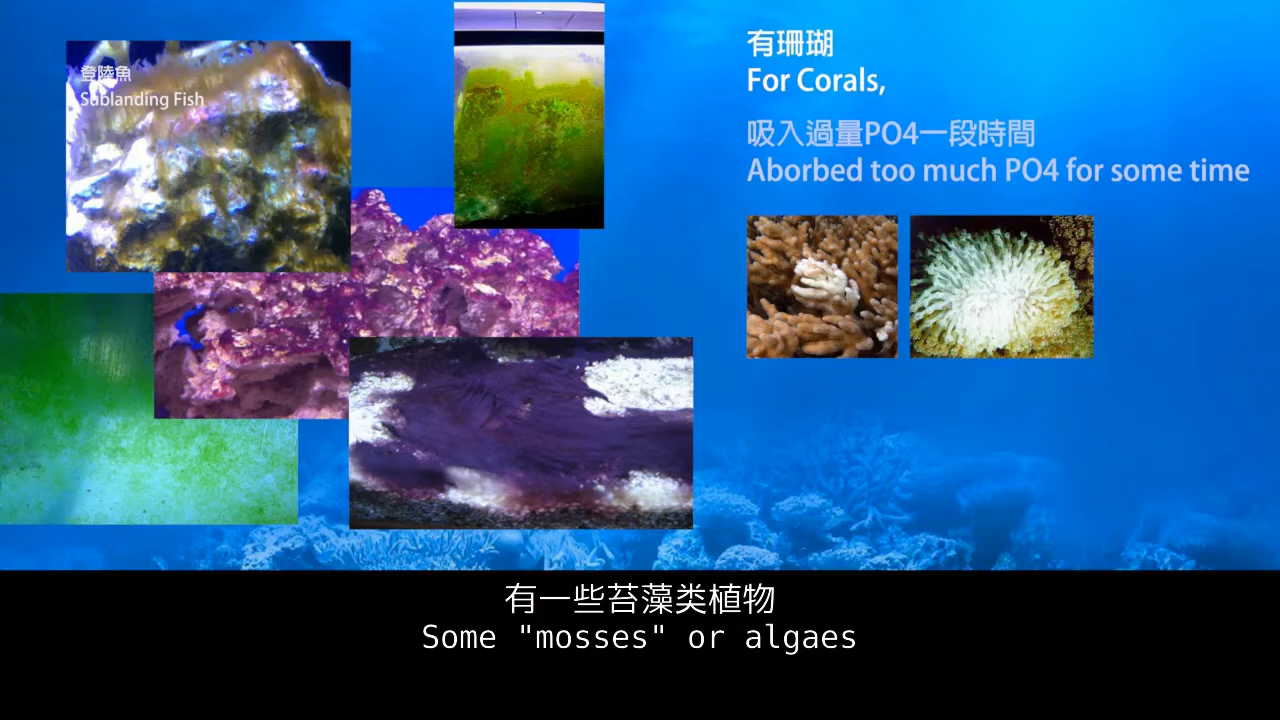 登陸魚
Sublanding Fish
有珊瑚
For Corals,
吸入過量PO4一段時間
Aborbed too much PO4 for some time
有一些苔藻类植物
Some "mosses" or algaes